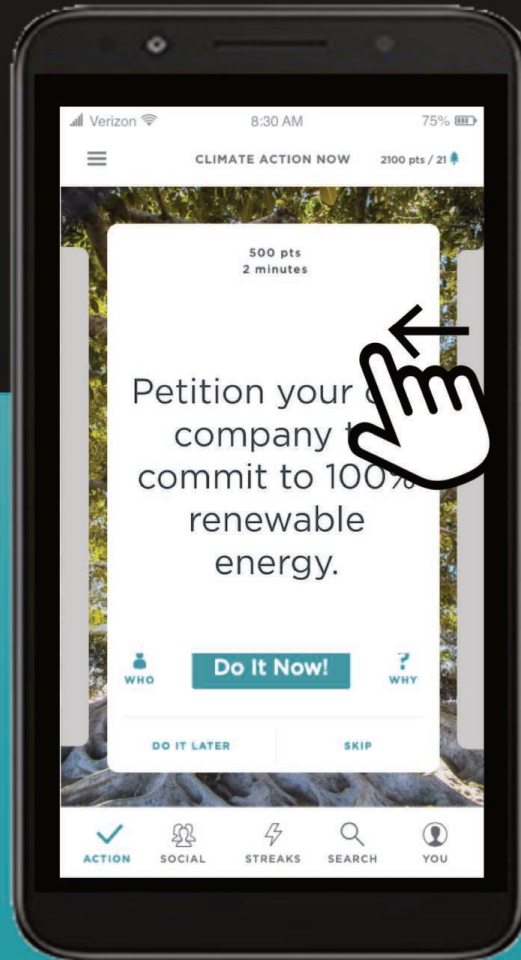 Verizon 8:30 AM 75%
CLIMATE ACTION NOW 2100 pts / 21
500 pts
2 minutes
Petition your
company
commit to 100%
renewable
energy.
WHO Do It Now! ? WHY
DO IT LATER SKIP
ACTION SOCIAL STREAKS SEARCH YOU